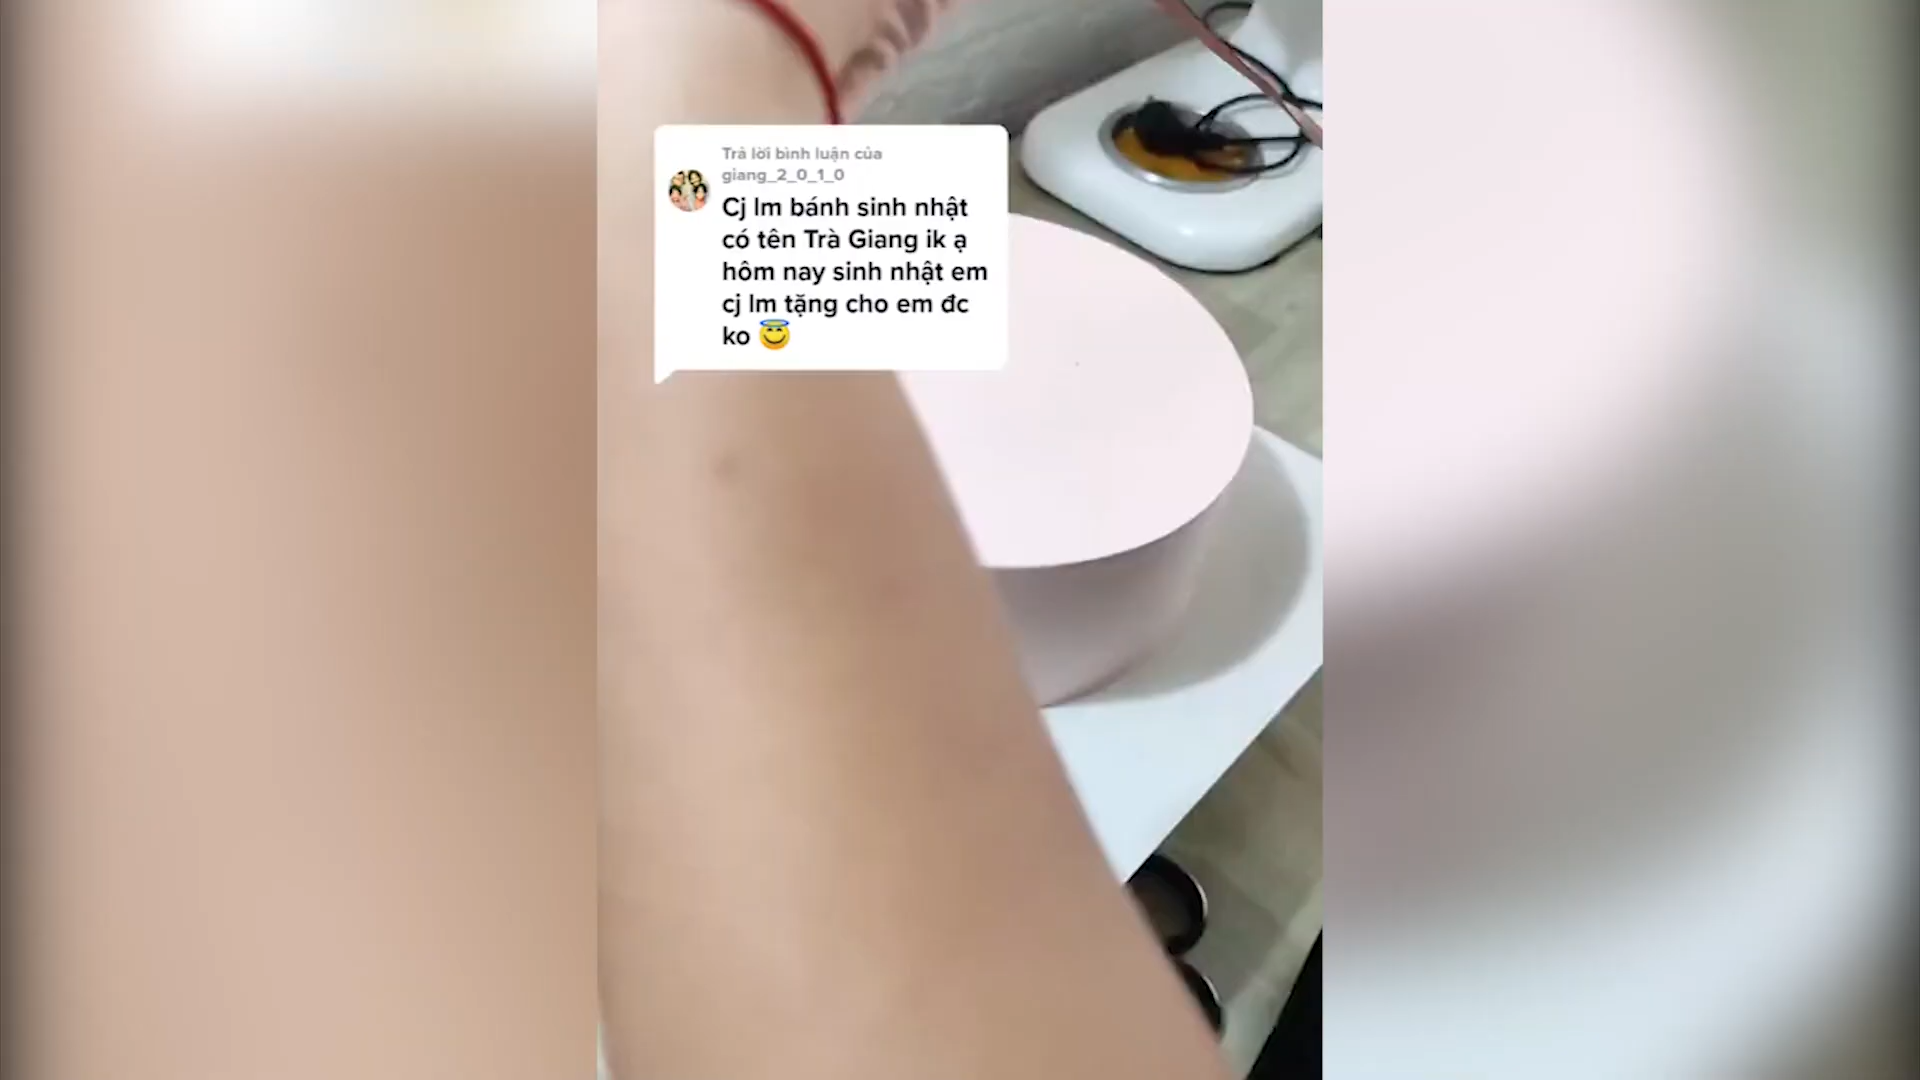 Trả lời bình luận của
giang_2_0_1_0
Cj lm bánh sinh nhật
có tên Trà Giang ik ạ
hôm nay sinh nhật em
cj lm tặng cho em đc
ko 😇